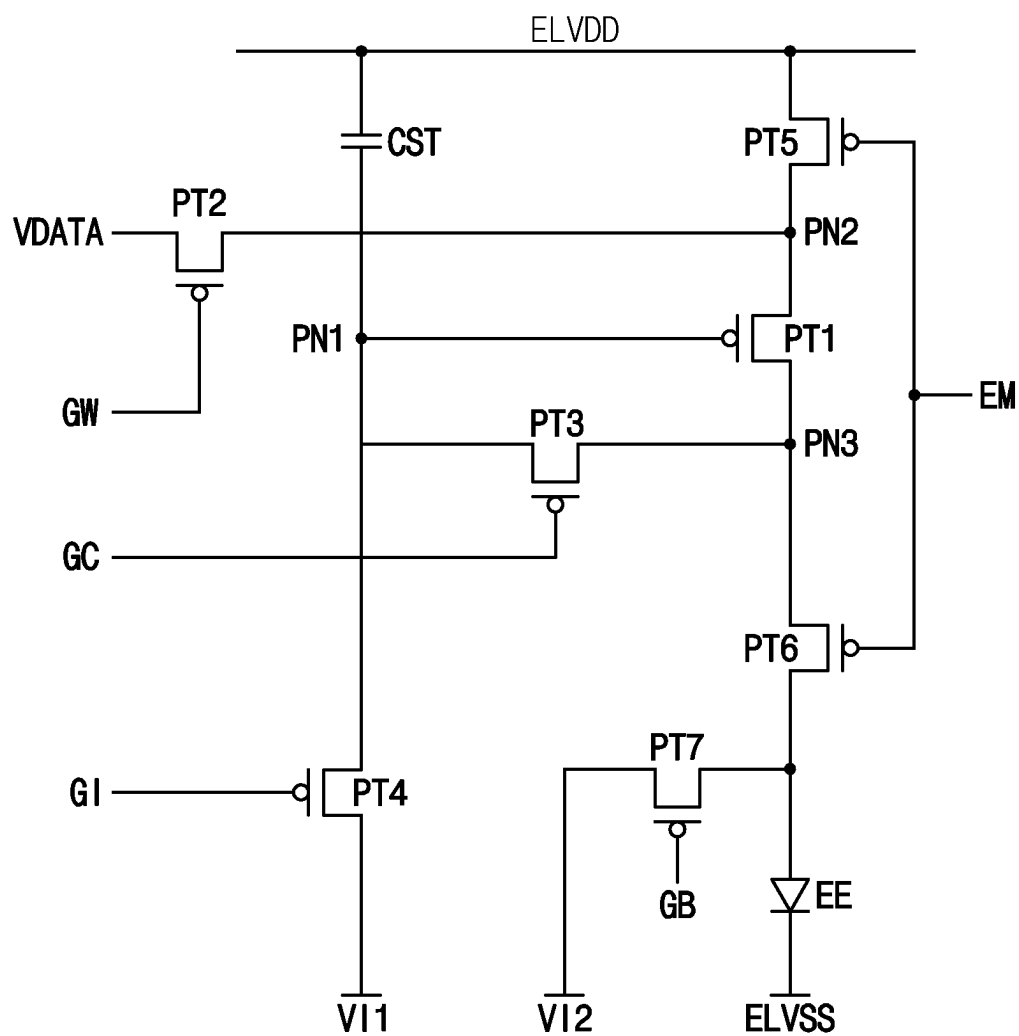 ELVDD
CST
PT5
PT2
VDATA
PN2
PN1
PT1
EM
GW
PT3
PN3
GC
PT6
PT7
GI
PT4
EE
GB
VI1
VI2
ELVSS